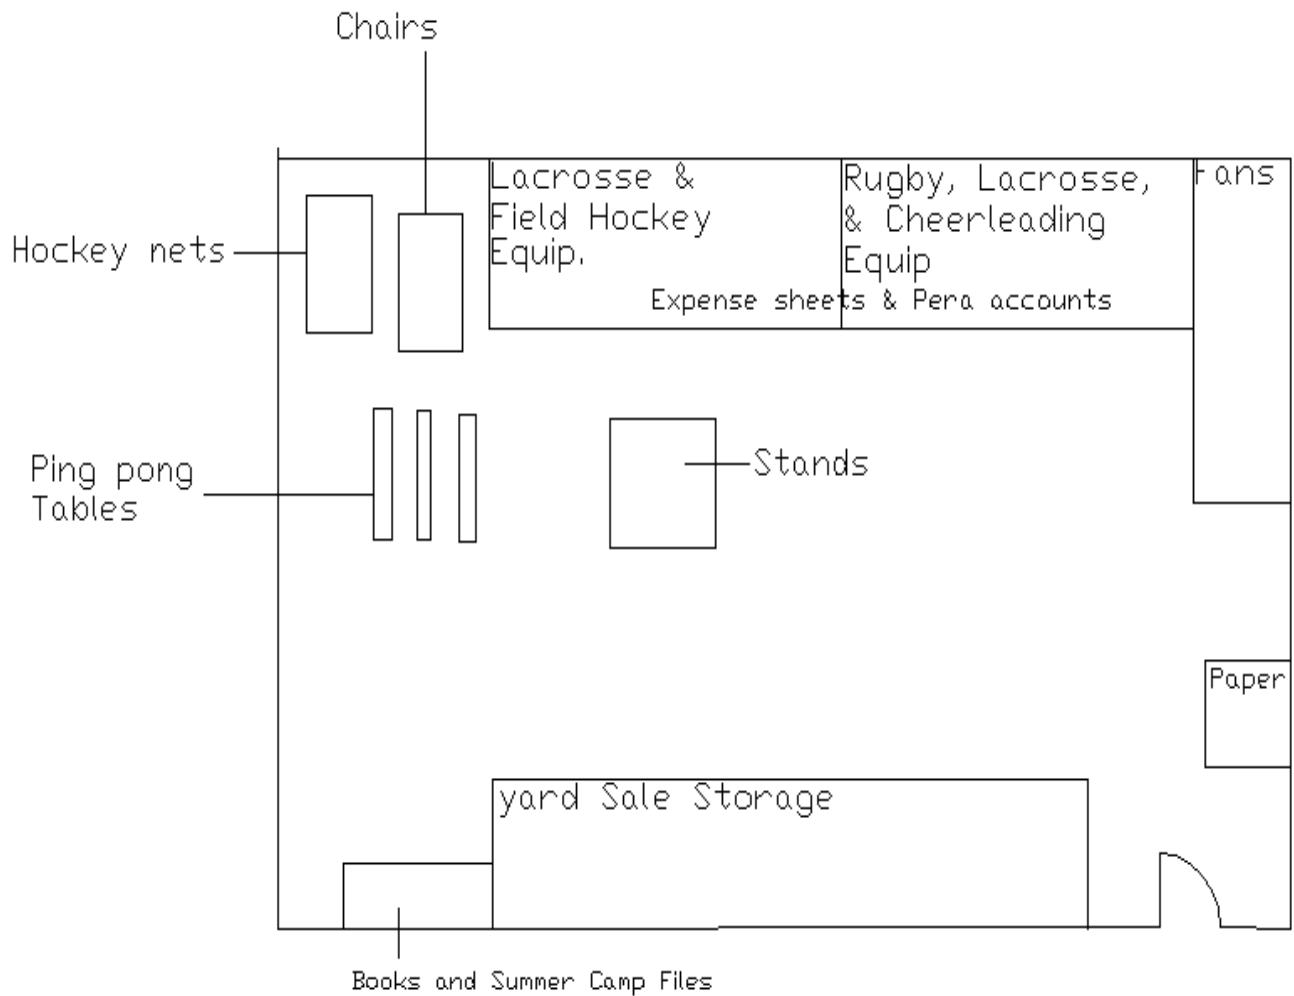 Chairs
Lacrosse &
Field Hockey
Equip.
Rugby, Lacrosse,
& Cheerleading
Equip
Fans
Hockey nets
Expense sheets & Pera accounts
Ping pong
Tables
Stands
Paper
yard Sale Storage
Books and Summer Camp Files